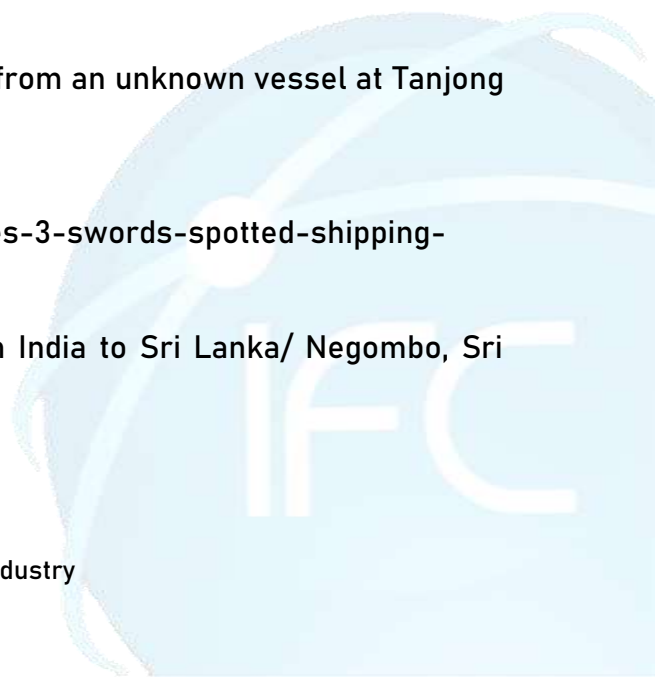 from an unknown vessel at Tanjong
s-3-swords-spotted-shipping-
India to Sri Lanka/ Negombo, Sri
IFC
dustry